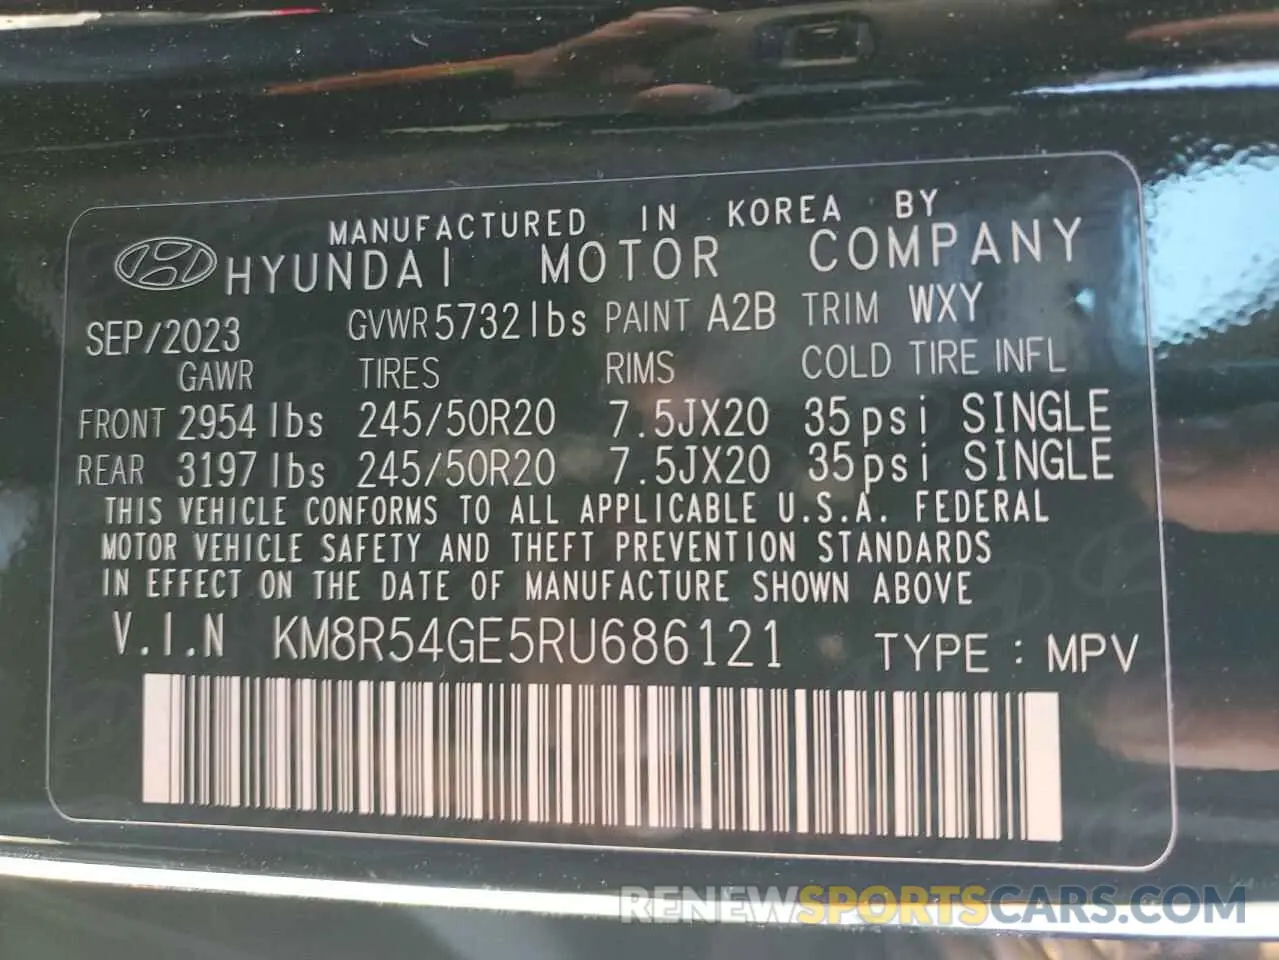 MANUFACTURED IN KOREA BY
HYUNDAI MOTOR COMPANY
SEP/2023 GVWR 5732lbs PAINT A2B TRIM WXY
GAWR TIRES RIMS COLD TIRE INFL
FRONT 2954 lbs 245/50R20 7.5JX20 35psi SINGLE
REAR 3197 lbs 245/50R20 7.5JX20 35psi SINGLE
THIS VEHICLE CONFORMS TO ALL APPLICABLE U.S.A. FEDERAL
MOTOR VEHICLE SAFETY AND THEFT PREVENTION STANDARDS
IN EFFECT ON THE DATE OF MANUFACTURE SHOWN ABOVE
V.I.N KM8R54GE5RU686121 TYPE : MPV
RENEWSPORTSCARS.COM